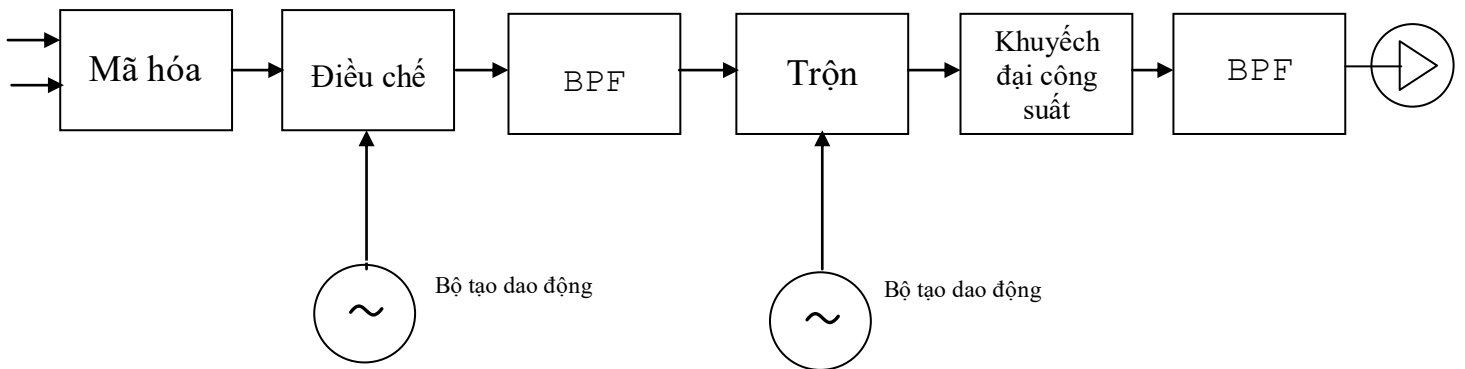 Mã hóa
Điều chế
BPF
Trộn
Khuyếch
đại công
suất
BPF
Bộ tạo dao động
Bộ tạo dao động